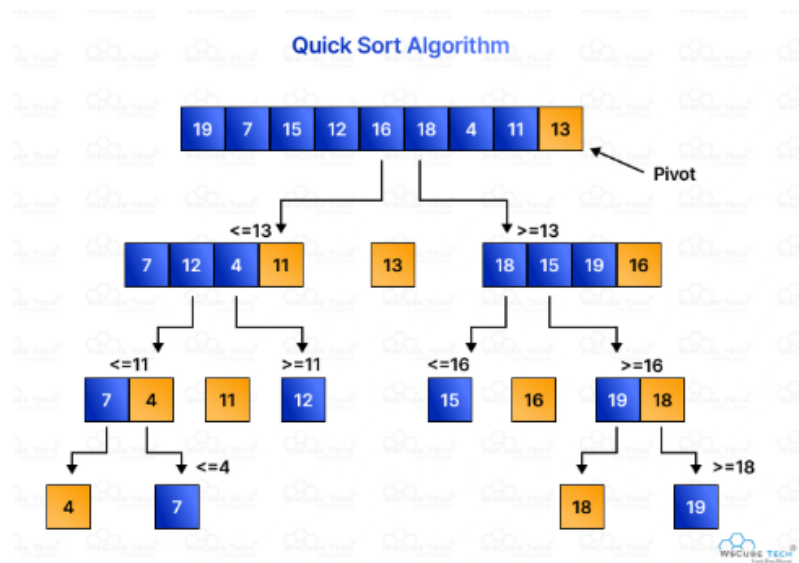 Quick Sort Algorithm
19 7 15 12 16 18 4 11 13
Pivot
<=13 >=13
7 12 4 11 13 18 15 19 16
<=11 >=11 <=16 >=16
7 4 11 12 15 16 19 18
<=4 >=18
4 7 18 19
WSCUBE TECH